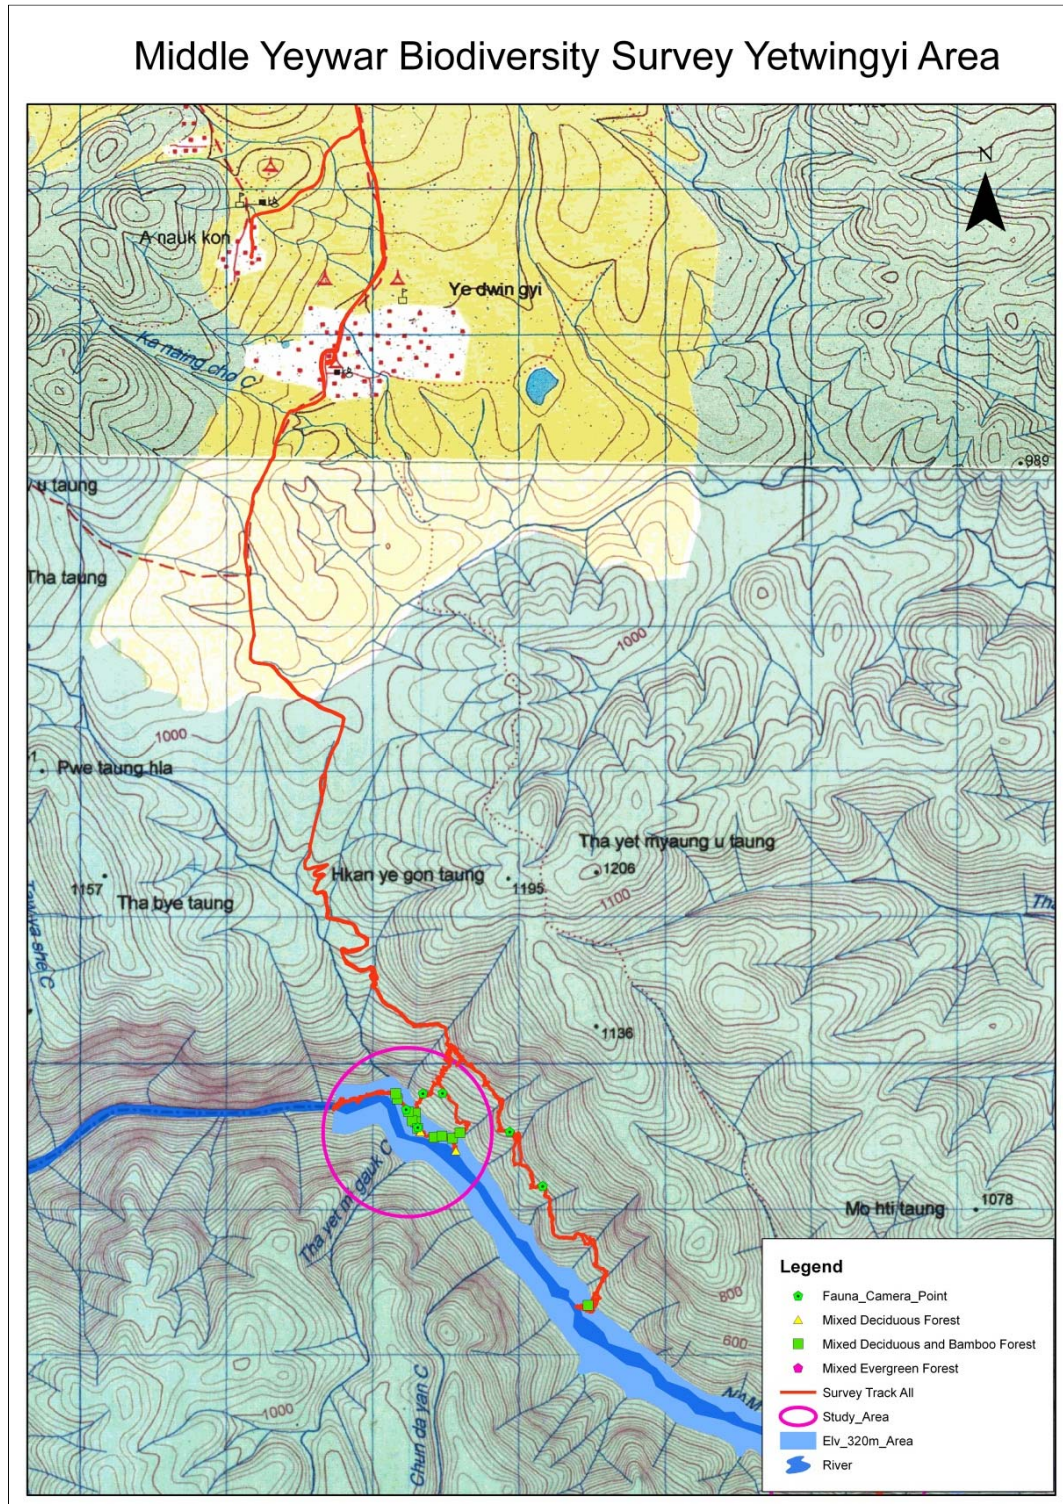 Middle Yeywar Biodiversity Survey Yetwingyi Area
N
A nauk kon
Ye dwin gyi
Ka naing cho C
989
u taung
Tha taung
1000
1000
Pwe taung hla
Tha yet myaung u taung
Hkan ye gon taung
1195
1206
1157
1100
Tha bye taung
1136
Tha yet mi gauk C
Mo hti taung
1078
800
600
1000
Chun da yan C
NAM
Legend
Fauna_Camera_Point
Mixed Deciduous Forest
Mixed Deciduous and Bamboo Forest
Mixed Evergreen Forest
Survey Track All
Study_Area
Elv_320m_Area
River